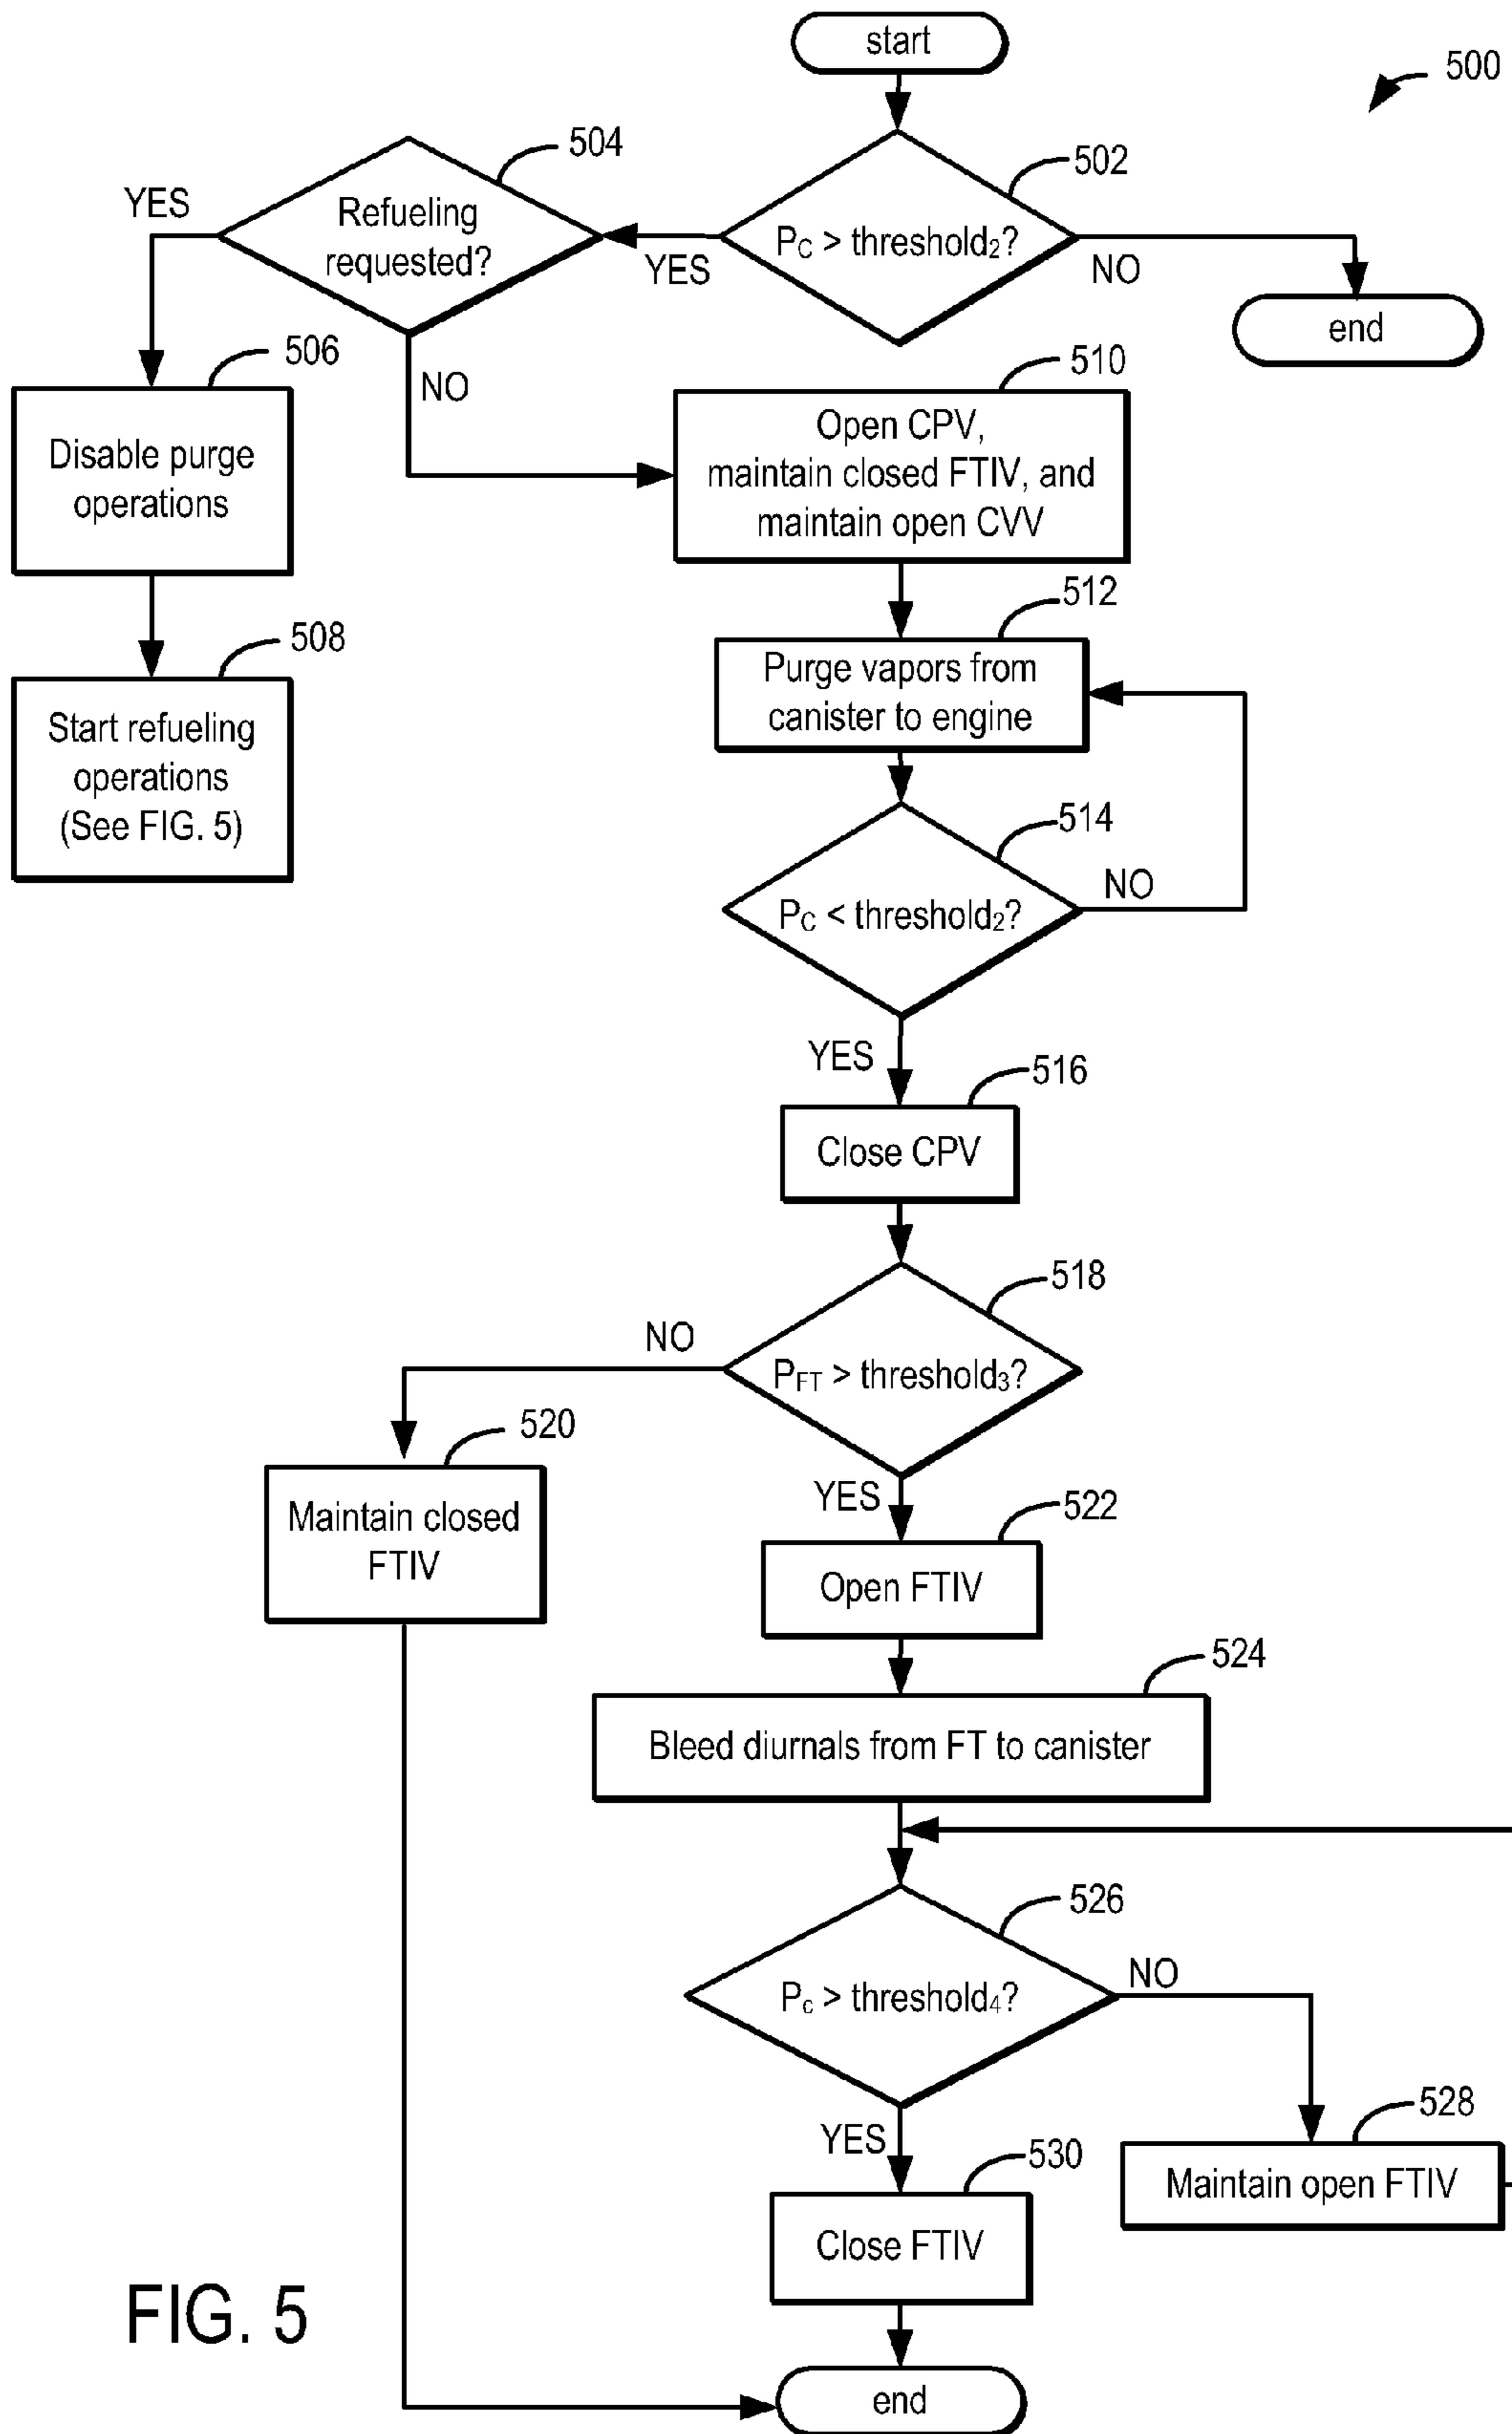 start
500
504
502
YES
Refueling
requested?
YES
P_C > threshold₂?
NO
end
506
NO
510
Disable purge
operations
Open CPV,
maintain closed FTIV, and
maintain open CVV
508
512
Start refueling
operations
(See FIG. 5)
Purge vapors from
canister to engine
514
P_C < threshold₂?
NO
YES
516
Close CPV
518
NO
P_FT > threshold₃?
520
YES
522
Maintain closed
FTIV
Open FTIV
524
Bleed diurnals from FT to canister
526
P_c > threshold₄?
NO
528
YES
530
Maintain open FTIV
Close FTIV
FIG. 5
end